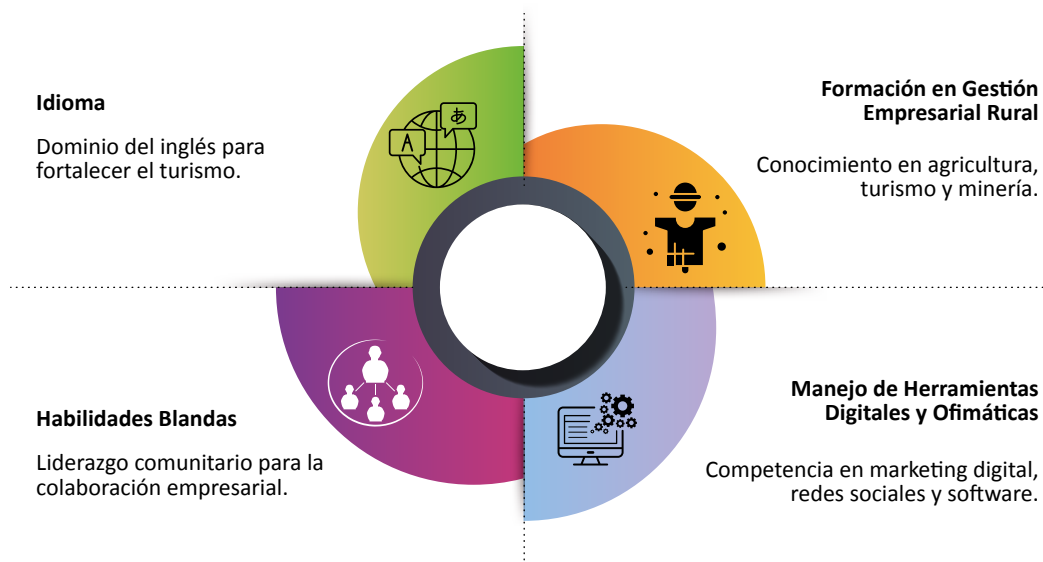 Idioma
Dominio del inglés para
fortalecer el turismo.
A
あ
Formación en Gestión
Empresarial Rural
Conocimiento en agricultura,
turismo y minería.
Habilidades Blandas
Liderazgo comunitario para la
colaboración empresarial.
Manejo de Herramientas
Digitales y Ofimáticas
Competencia en marketing digital,
redes sociales y software.